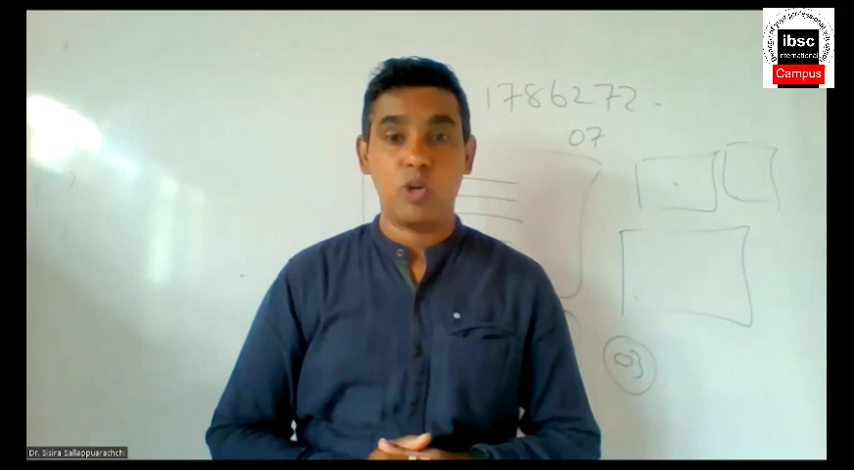 ibsc
international
Campus
1786272.
07
03
Dr. Sisira Sallappuarachchi